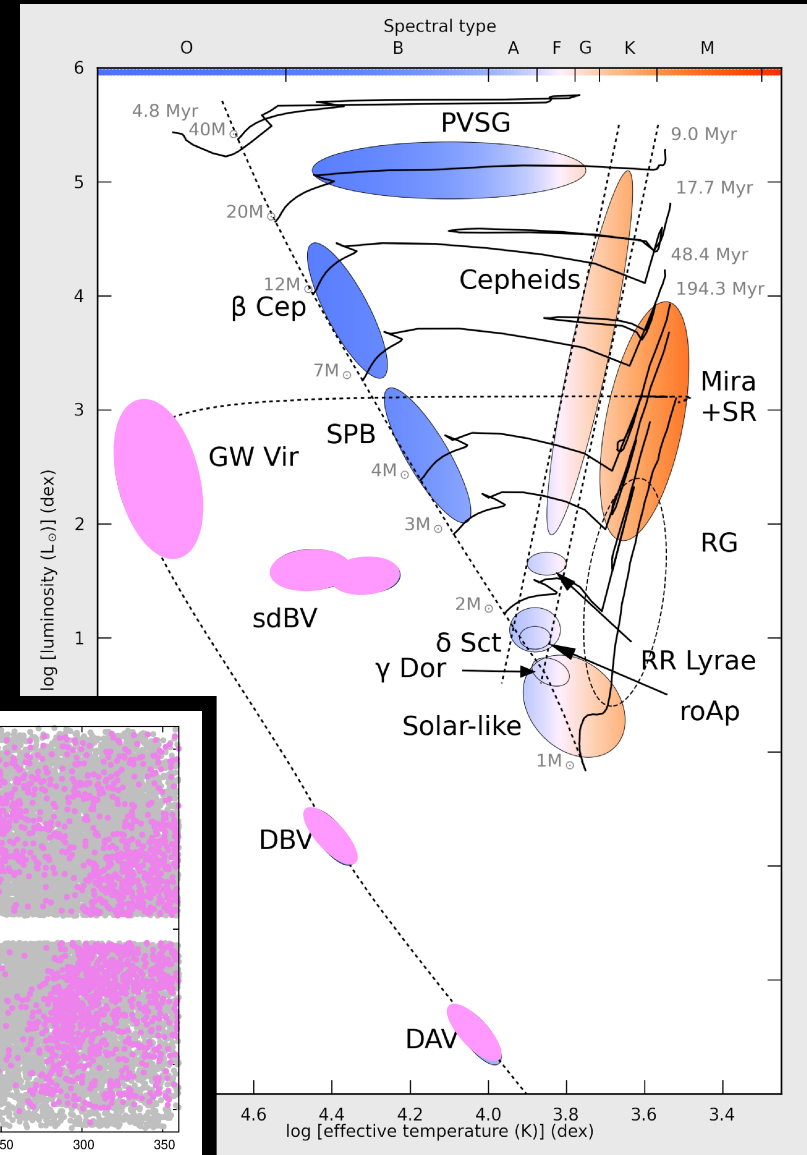 Spectral type
O B A F G K M
6
4.8 Myr
40M☉
PVSG
9.0 Myr
5
17.7 Myr
20M☉
48.4 Myr
Cepheids
12M☉
194.3 Myr
4
β Cep
7M☉
Mira
+SR
3
SPB
GW Vir
4M☉
3M☉
2
RG
sdBV
2M☉
1
δ Sct
RR Lyrae
γ Dor
roAp
Solar-like
1M☉
log [luminosity (L☉)] (dex)
DBV
DAV
4.6 4.4 4.2 4.0 3.8 3.6 3.4
log [effective temperature (K)] (dex)
50 300 350